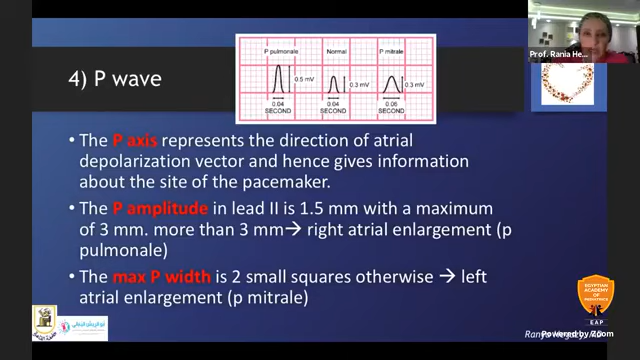 Prof. Rania He...
4) P wave
P pulmonale
Normal
P mitrale
0.5 mV
0.3 mV
0.3 mV
0.04
SECOND
0.04
SECOND
0.06
SECOND
• The P axis represents the direction of atrial
depolarization vector and hence gives information
about the site of the pacemaker.
• The P amplitude in lead II is 1.5 mm with a maximum
of 3 mm. more than 3 mm→ right atrial enlargement (p
pulmonale)
• The max P width is 2 small squares otherwise → left
atrial enlargement (p mitrale)
EGYPTIAN
ACADEMY
OF
PEDIATRICS
EAP
Powered by Zoom